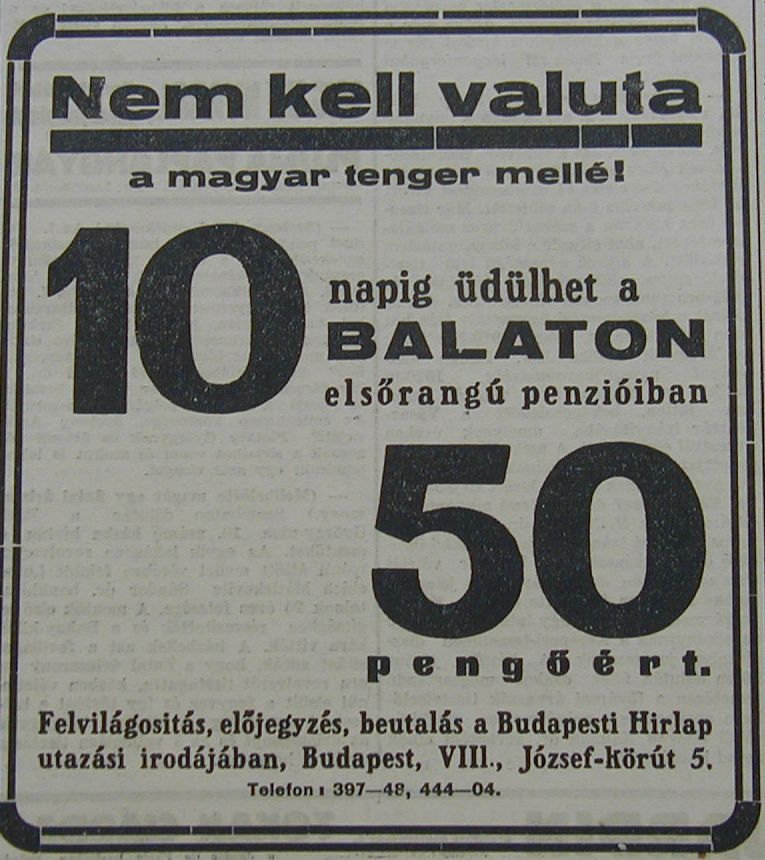 Nem kell valuta
a magyar tenger mellé!
10
napig üdülhet a
BALATON
elsőrangú penzióiban
50
pengőért.
Felvilágositás, előjegyzés, beutalás a Budapesti Hirlap
utazási irodájában, Budapest, VIII., József-körút 5.
Telefon: 397—48, 444—04.